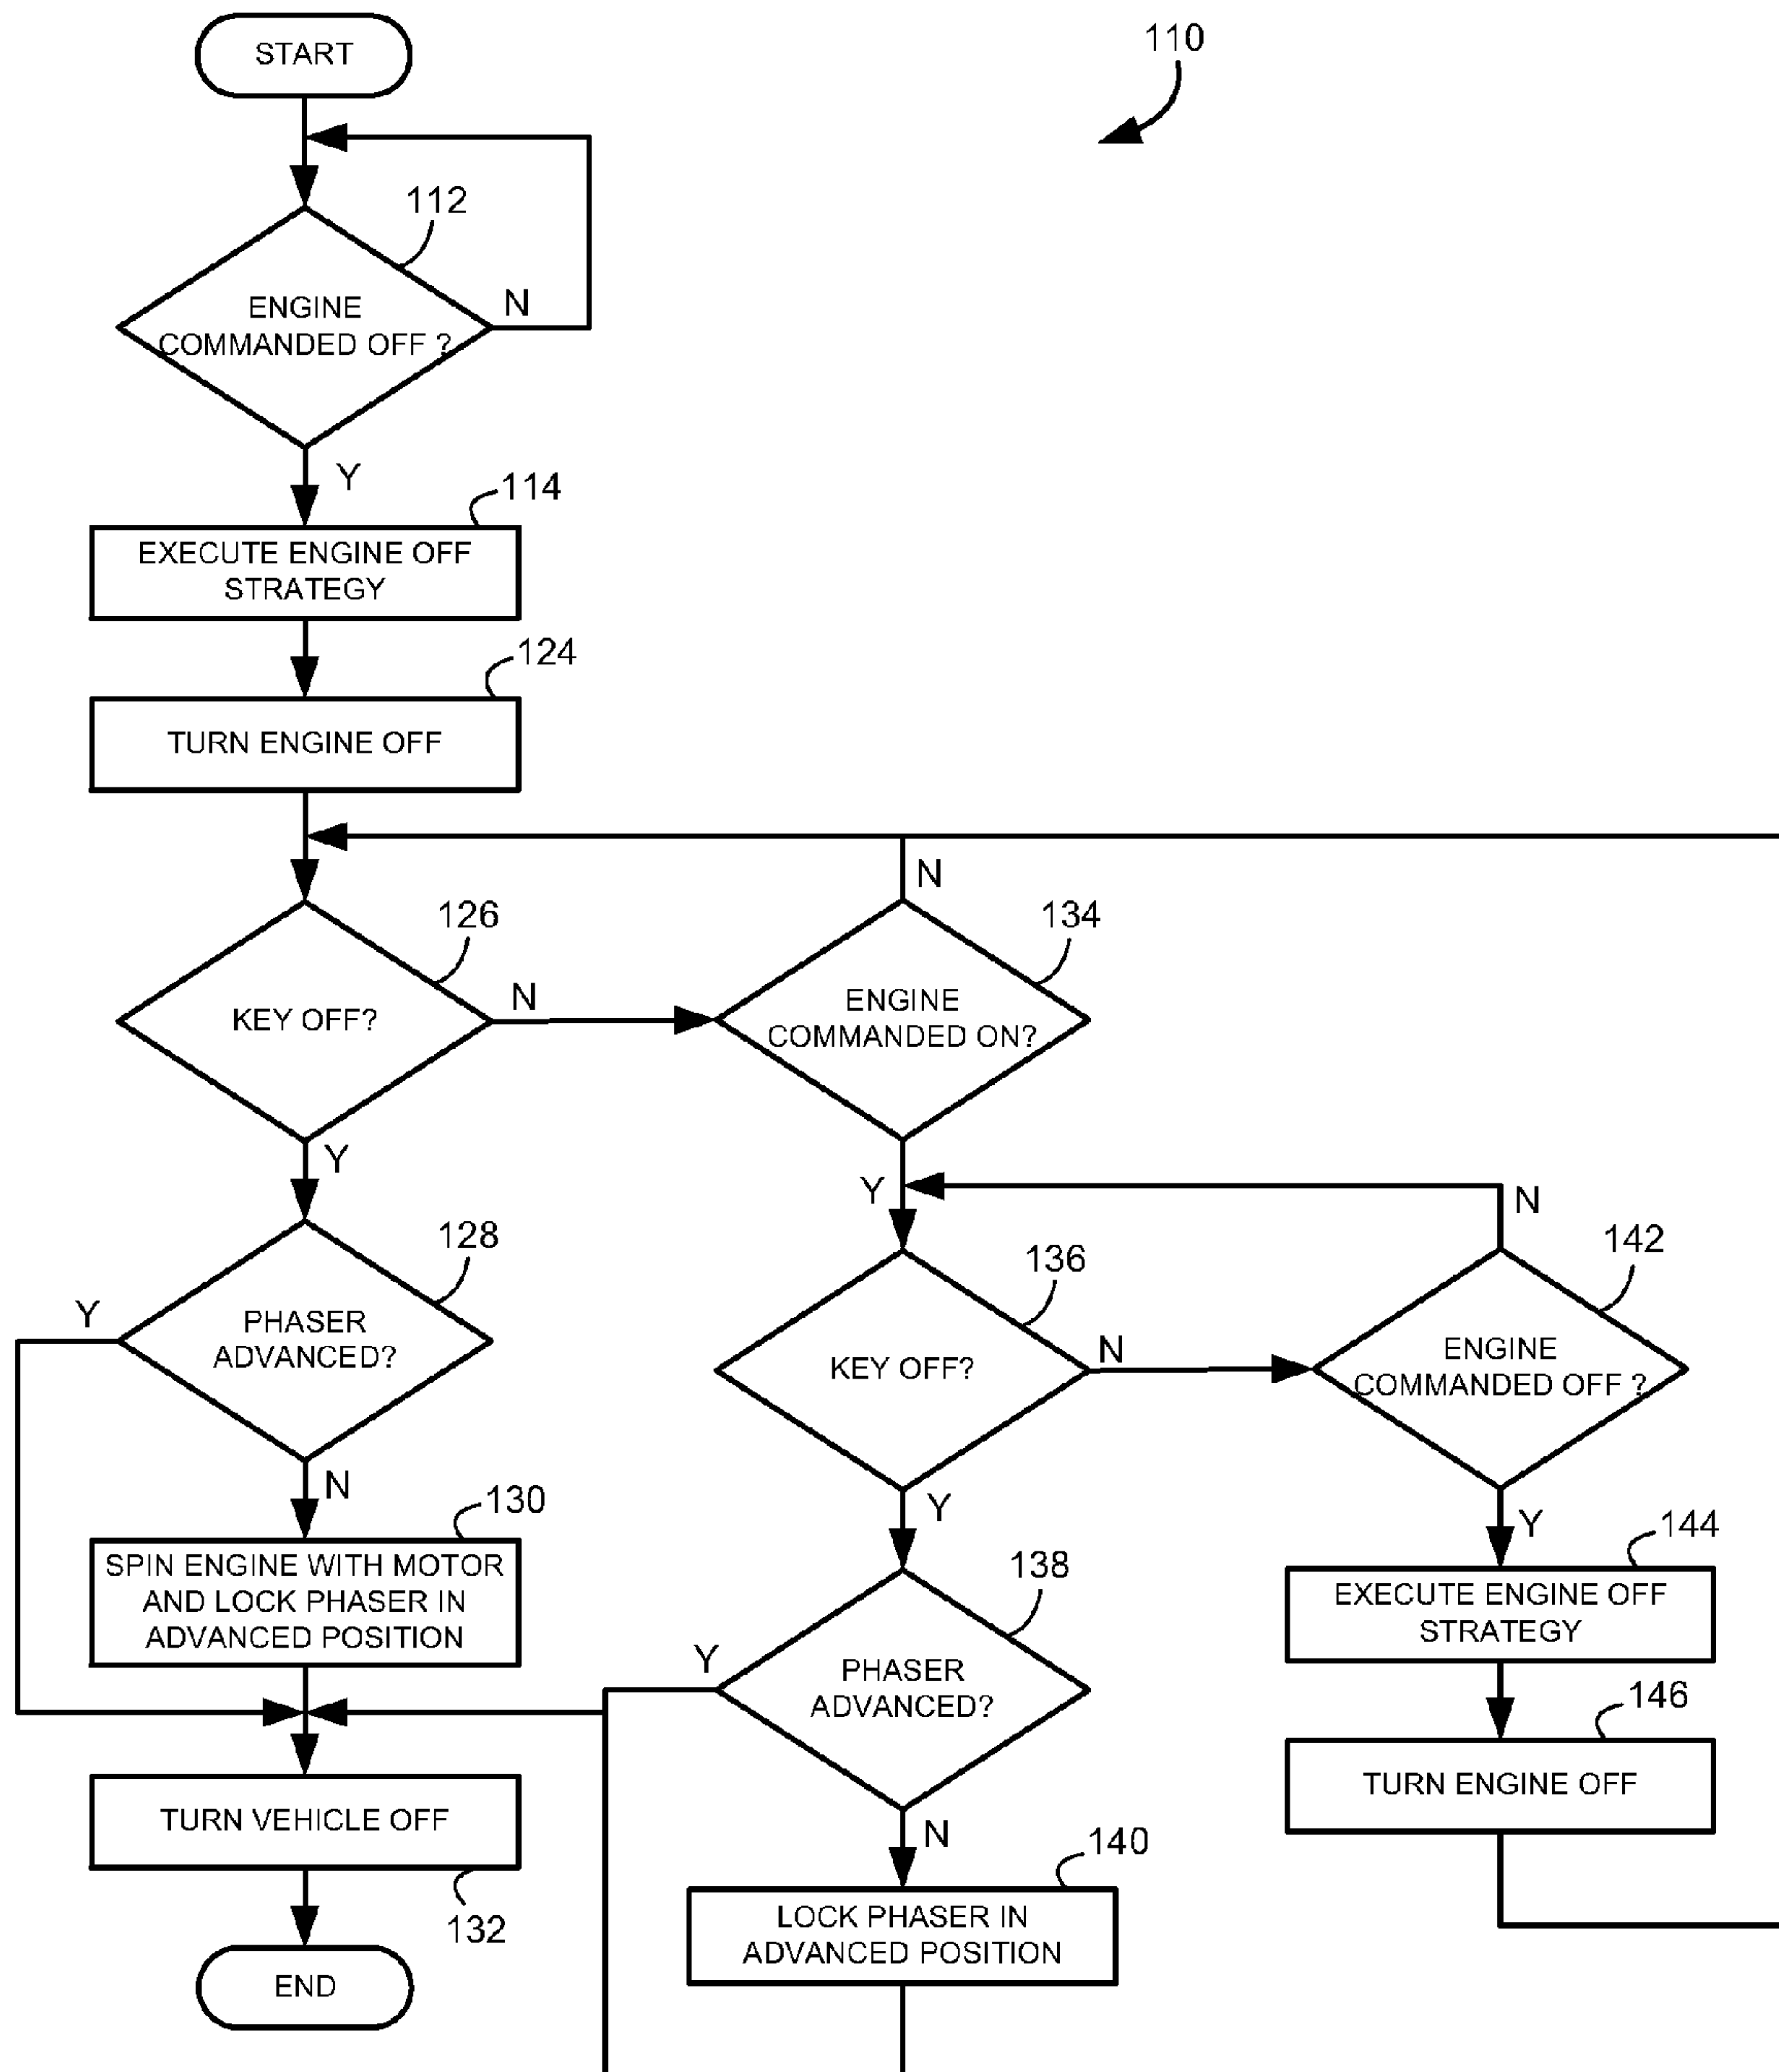 START
110
112
ENGINE
COMMANDED OFF ?
N
Y
114
EXECUTE ENGINE OFF
STRATEGY
124
TURN ENGINE OFF
126
KEY OFF?
N
Y
134
N
ENGINE
COMMANDED ON?
Y
128
PHASER
ADVANCED?
Y
N
136
KEY OFF?
N
Y
142
N
ENGINE
COMMANDED OFF ?
Y
130
SPIN ENGINE WITH MOTOR
AND LOCK PHASER IN
ADVANCED POSITION
138
PHASER
ADVANCED?
Y
N
144
EXECUTE ENGINE OFF
STRATEGY
146
TURN ENGINE OFF
TURN VEHICLE OFF
132
140
LOCK PHASER IN
ADVANCED POSITION
END